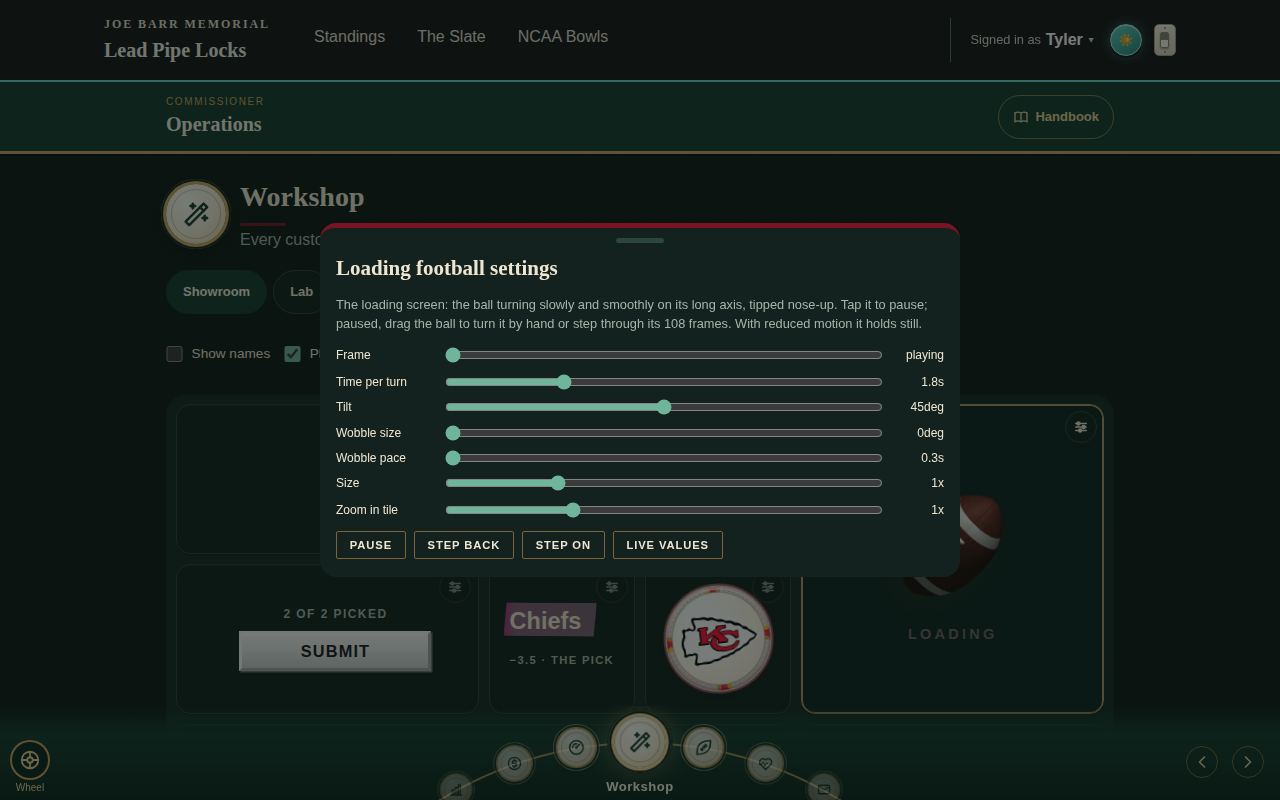 JOE BARR MEMORIAL
Lead Pipe Locks
Standings
The Slate
NCAA Bowls
Signed in as Tyler
COMMISSIONER
Operations
Handbook
Workshop
Every custo
Showroom
Lab
Show names
Loading football settings
The loading screen: the ball turning slowly and smoothly on its long axis, tipped nose-up. Tap it to pause;
paused, drag the ball to turn it by hand or step through its 108 frames. With reduced motion it holds still.
Frame playing
Time per turn 1.8s
Tilt 45deg
Wobble size 0deg
Wobble pace 0.3s
Size 1x
Zoom in tile 1x
PAUSE
STEP BACK
STEP ON
LIVE VALUES
2 OF 2 PICKED
SUBMIT
Chiefs
−3.5 · THE PICK
KC
LOADING
Wheel
Workshop